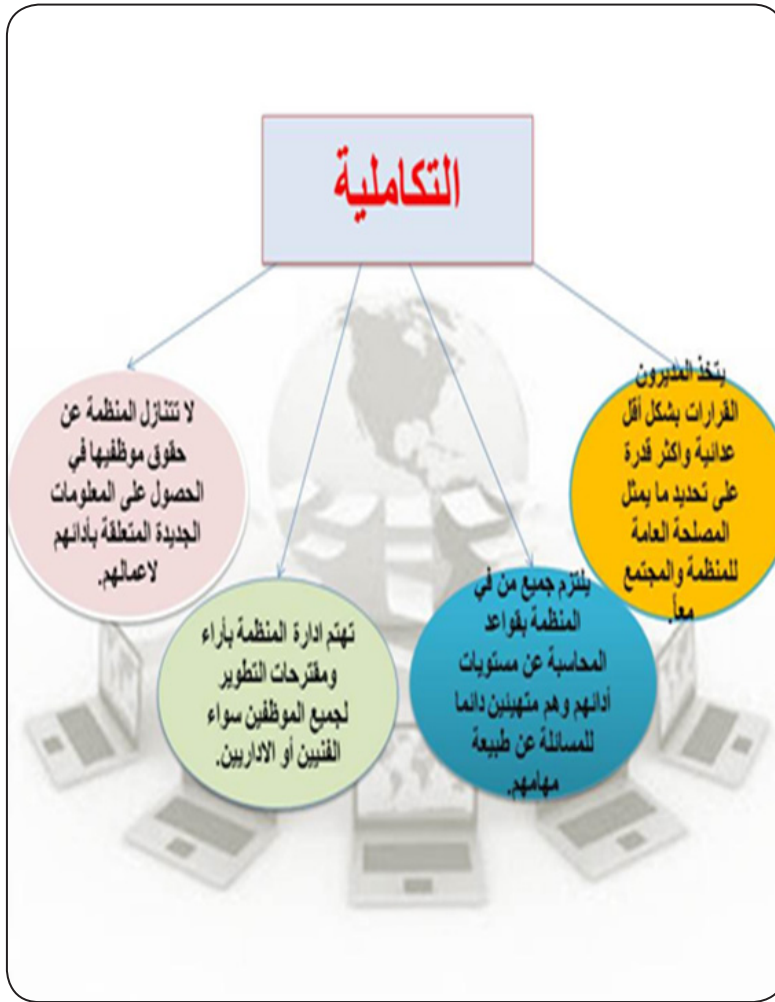 التكاملية
يتخذ المديرون
القرارات بشكل أقل
عدائية واكثر قدرة
على تحديد ما يمثل
المصلحة العامة
للمنظمة والمجتمع
معاً.
يلتزم جميع من في
المنظمة بقواعد
المحاسبة عن مستويات
أدائهم وهم متهيئين دائما
للمسائلة عن طبيعة
مهامهم.
تهتم ادارة المنظمة بأراء
ومقترحات التطوير
لجميع الموظفين سواء
الفنيين أو الاداريين.
لا تتنازل المنظمة عن
حقوق موظفيها في
الحصول على المعلومات
الجديدة المتعلقة بأدائهم
لاعمالهم.